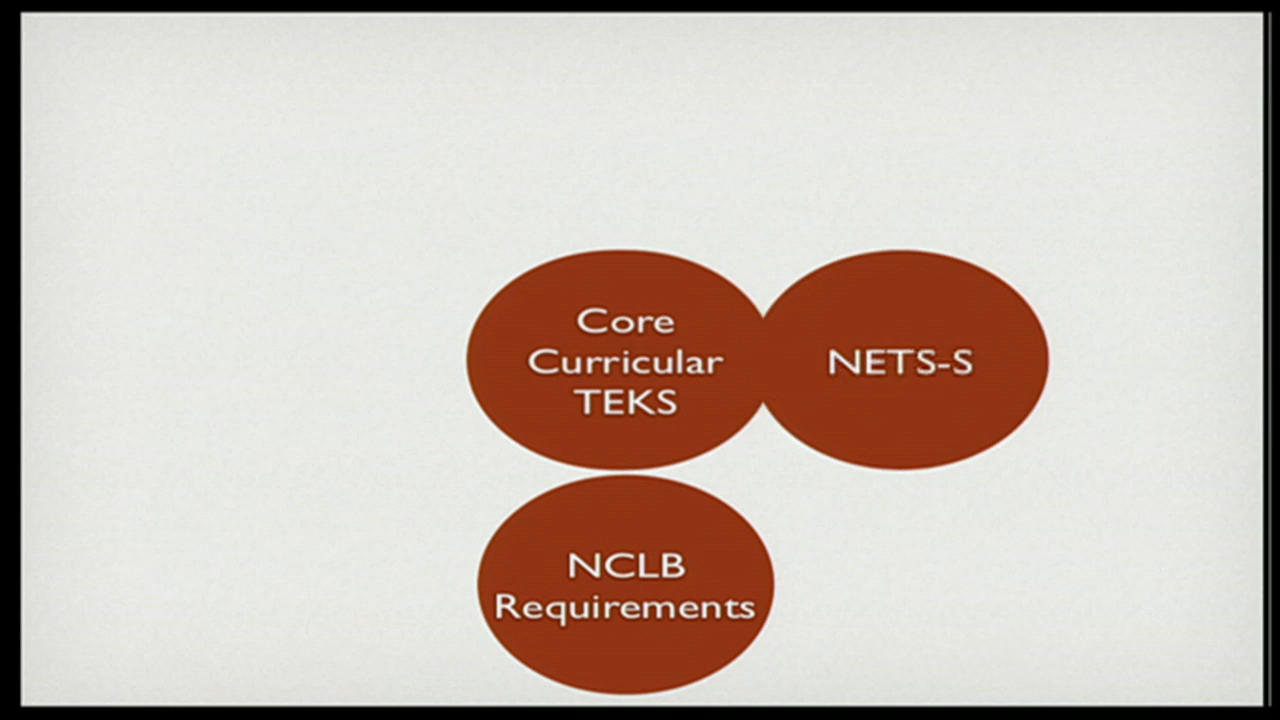 Core
Curricular
TEKS
NETS-S
NCLB
Requirements